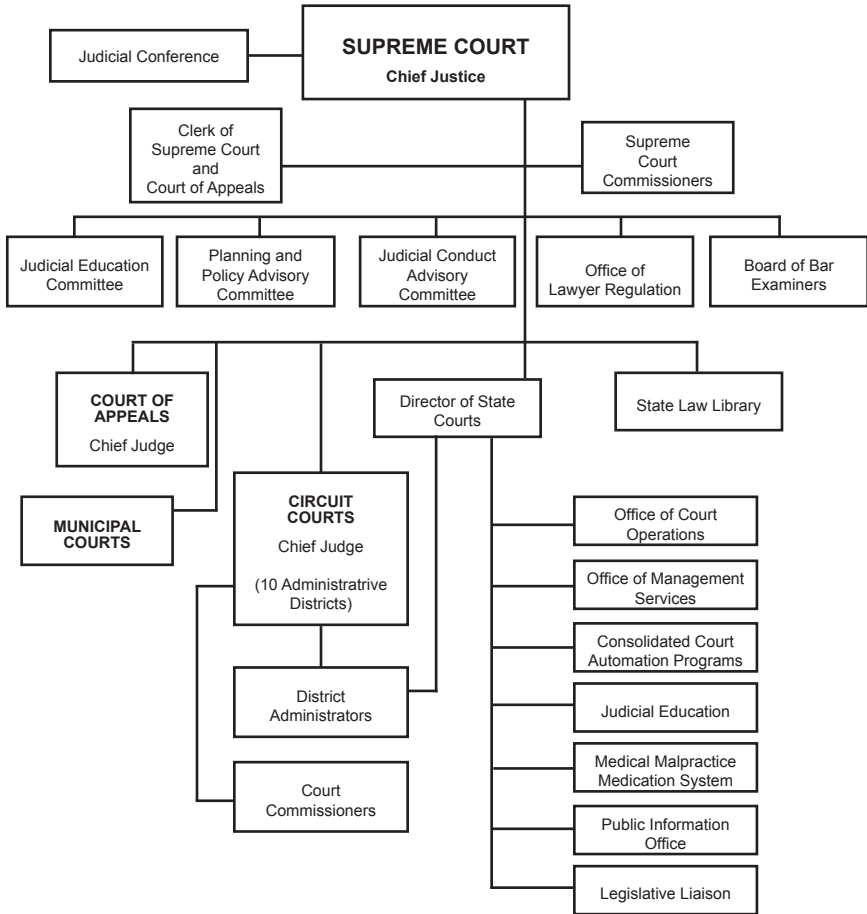 SUPREME COURT
Chief Justice
Judicial Conference
Clerk of
Supreme Court
and
Court of Appeals
Supreme
Court
Commissioners
Judicial Education
Committee
Planning and
Policy Advisory
Committee
Judicial Conduct
Advisory
Committee
Office of
Lawyer Regulation
Board of Bar
Examiners
COURT OF
APPEALS
Chief Judge
Director of State
Courts
State Law Library
MUNICIPAL
COURTS
CIRCUIT
COURTS
Chief Judge
(10 Administratrive
Districts)
Office of Court
Operations
Office of Management
Services
Consolidated Court
Automation Programs
District
Administrators
Judicial Education
Medical Malpractice
Medication System
Court
Commissioners
Public Information
Office
Legislative Liaison